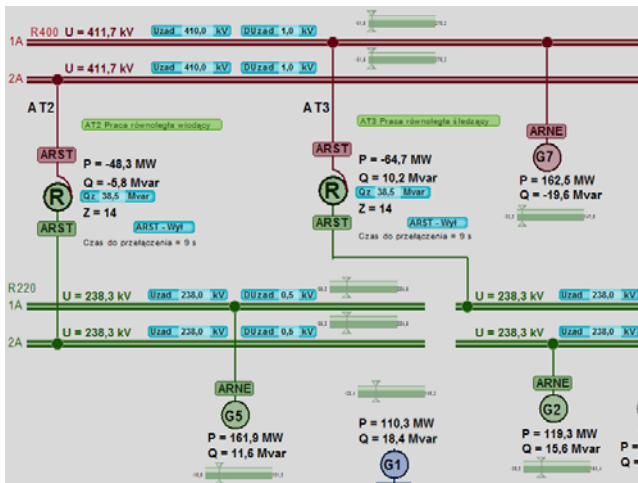 R400 U = 411,7 kV Uzad 410,0 kV DUzad 1,0 kV
1A
U = 411,7 kV Uzad 410,0 kV DUzad 1,0 kV
2A
AT2 AT3
AT2 Praca równoległa wiodący AT3 Praca równoległa śledzący
ARST ARST ARNE
G7
P = -48,3 MW P = -64,7 MW P = 162,5 MW
Q = -5,8 Mvar Q = 10,2 Mvar Q = -19,6 Mvar
R Qz 38,5 Mvar R Qz 38,5 Mvar
Z = 14 Z = 14
ARST ARST - Wył ARST ARST - Wył
Czas do przełączenia = 9 s Czas do przełączenia = 9 s
R220
1A U = 238,3 kV Uzad 238,0 kV DUzad 0,5 kV U = 238,3 kV Uzad 238,0 kV
2A U = 238,3 kV Uzad 238,0 kV DUzad 0,5 kV U = 238,3 kV Uzad 238,0 kV
ARNE ARNE
G5 G2
P = 161,9 MW P = 110,3 MW P = 119,3 MW
Q = 11,6 Mvar Q = 18,4 Mvar Q = 15,6 Mvar
P =
Q =
G1